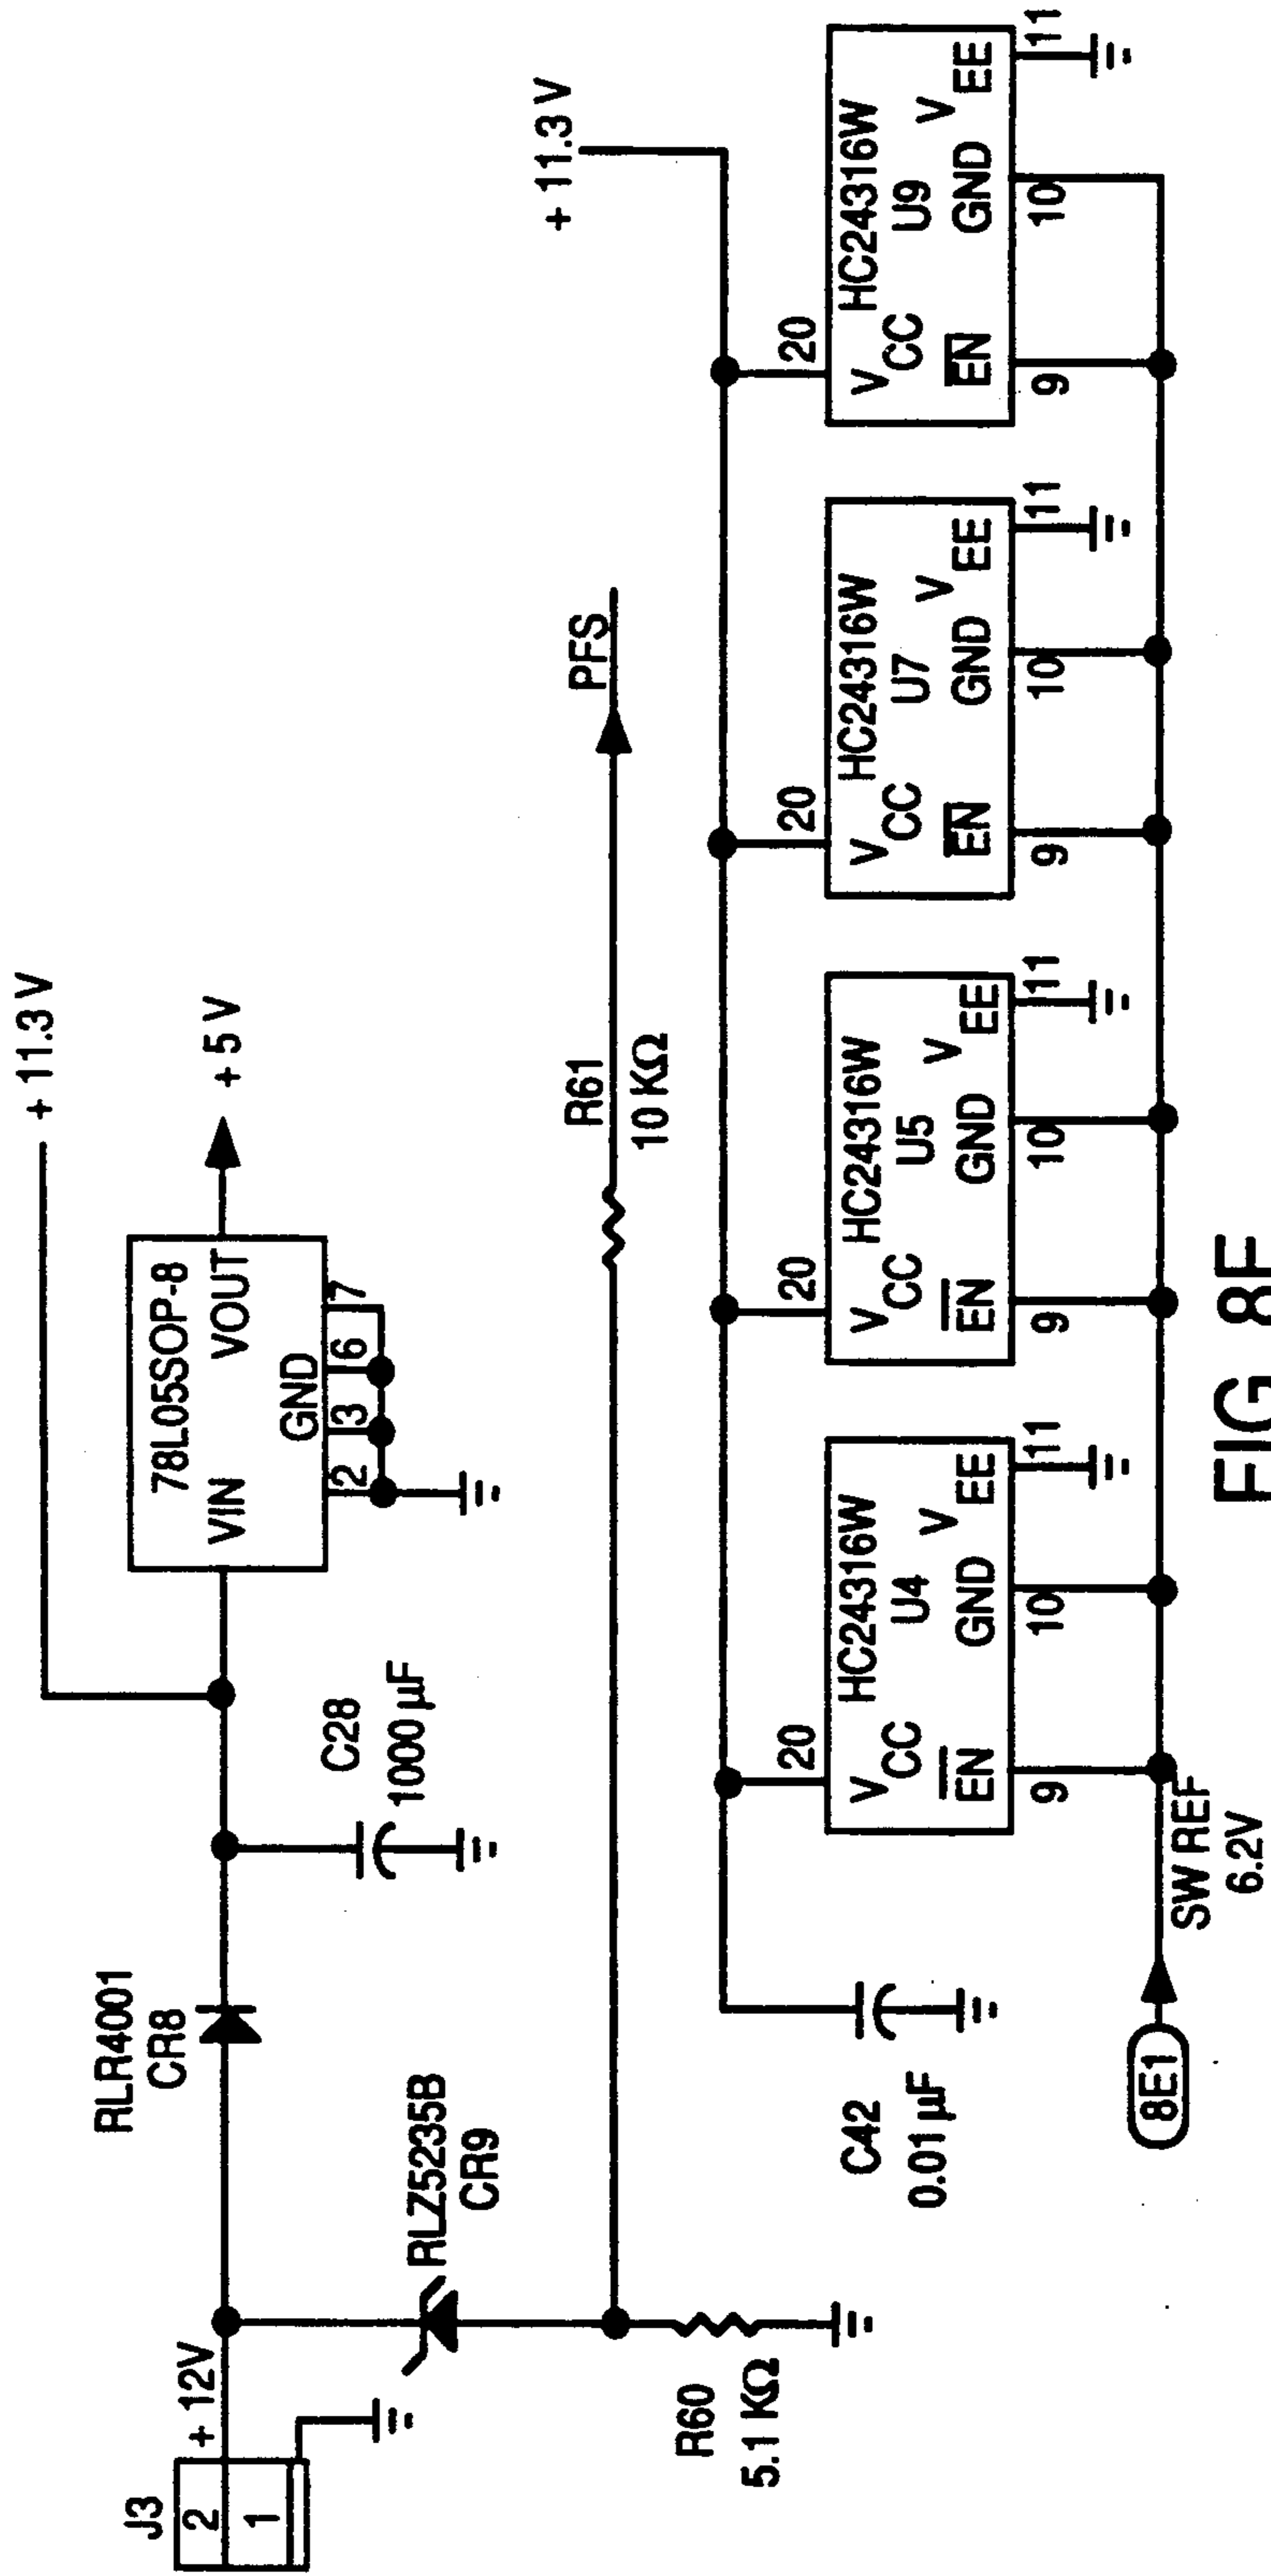 + 11.3 V
78L05SOP-8
VIN VOUT
GND
2 3 6 7
+ 5 V
RLR4001
CR8
C28
1000 µF
J3
2
1
+ 12V
RLZ5235B
CR9
R60
5.1 KΩ
R61
10 KΩ
PFS
+ 11.3 V
C42
0.01 µF
20
HC24316W
VCC U4 VEE
EN GND
9 10 11
20
HC24316W
VCC U5 VEE
EN GND
9 10 11
20
HC24316W
VCC U7 VEE
EN GND
9 10 11
20
HC24316W
VCC U9 VEE
EN GND
9 10 11
8E1
SW REF
6.2V